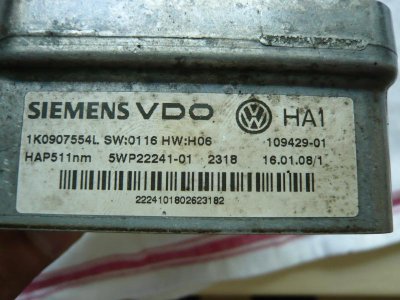 SIEMENS VDO HA1
1K0907554L SW:0116 HW:H06 109429-01
HAP511nm 5WP22241-01 2318 16.01.08/1
2224101802623182